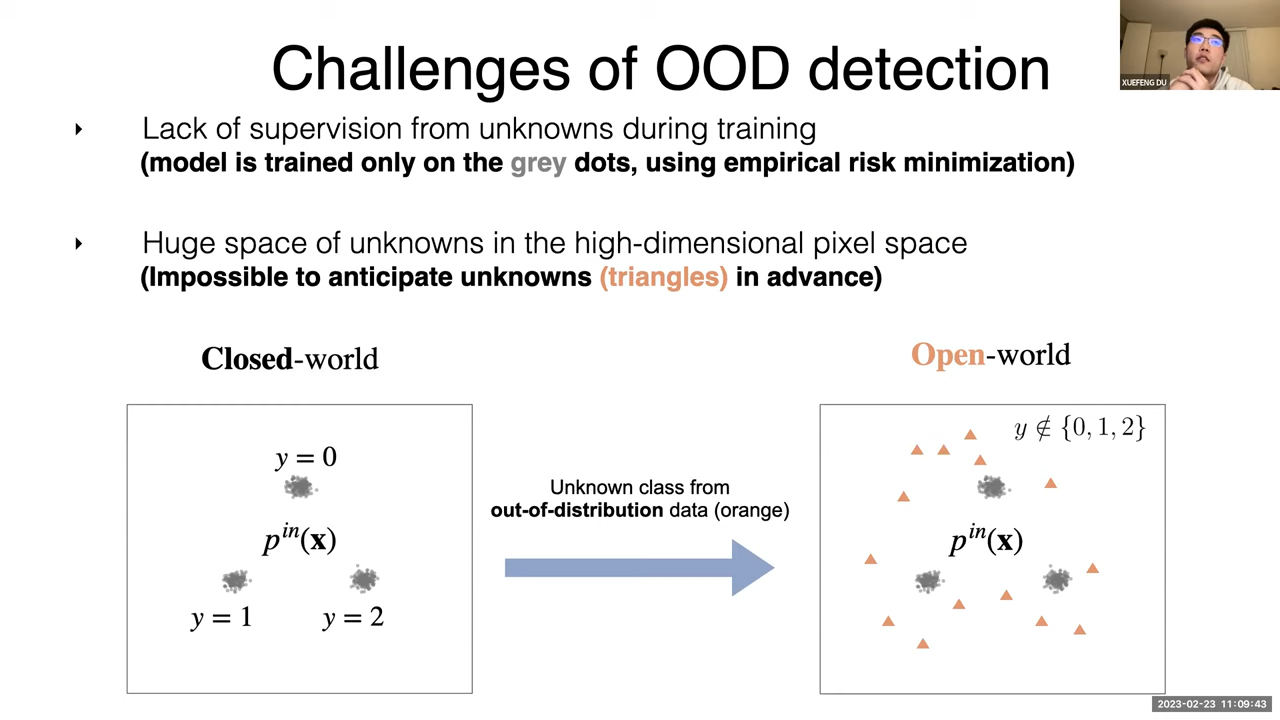 Challenges of OOD detection
XUEFENG DU
‣ Lack of supervision from unknowns during training
(model is trained only on the grey dots, using empirical risk minimization)
‣ Huge space of unknowns in the high-dimensional pixel space
(Impossible to anticipate unknowns (triangles) in advance)
Closed-world
Open-world
y = 0
p^{in}(x)
y = 1
y = 2
Unknown class from
out-of-distribution data (orange)
y ∉ {0, 1, 2}
p^{in}(x)
2023-02-23 11:09:43